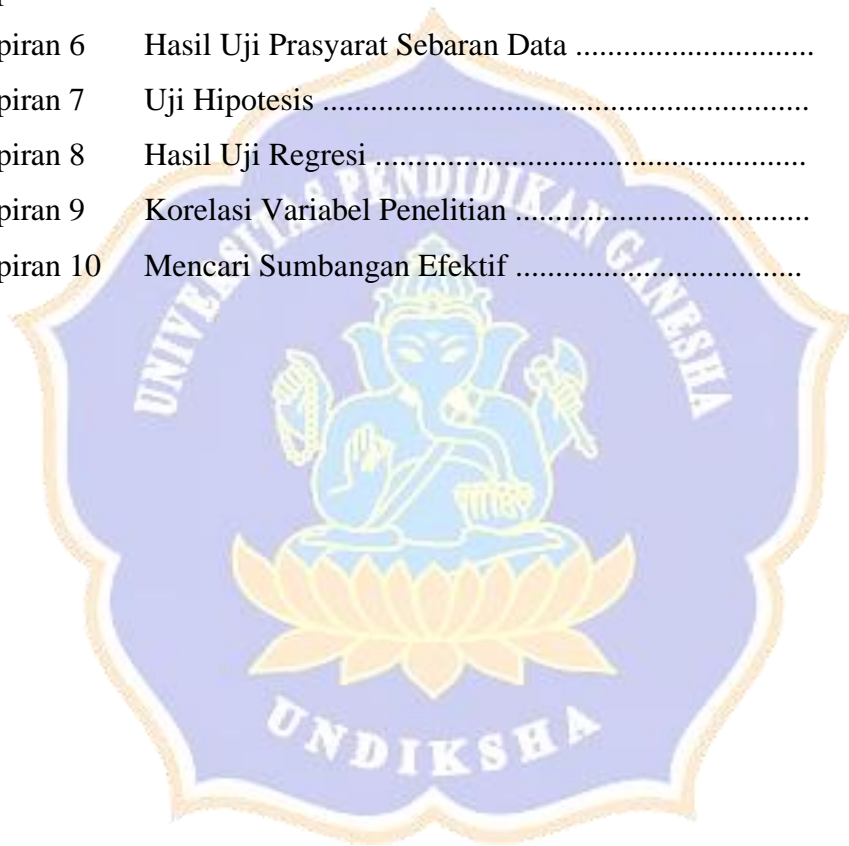 piran 6 Hasil Uji Prasyarat Sebaran Data .............................
piran 7 Uji Hipotesis ....................................................
piran 8 Hasil Uji Regresi ..............................................
piran 9 Korelasi Variabel Penelitian ................................
piran 10 Mencari Sumbangan Efektif ...............................
UNIVERSITAS PENDIDIKAN GANESHA
UNDIKSHA